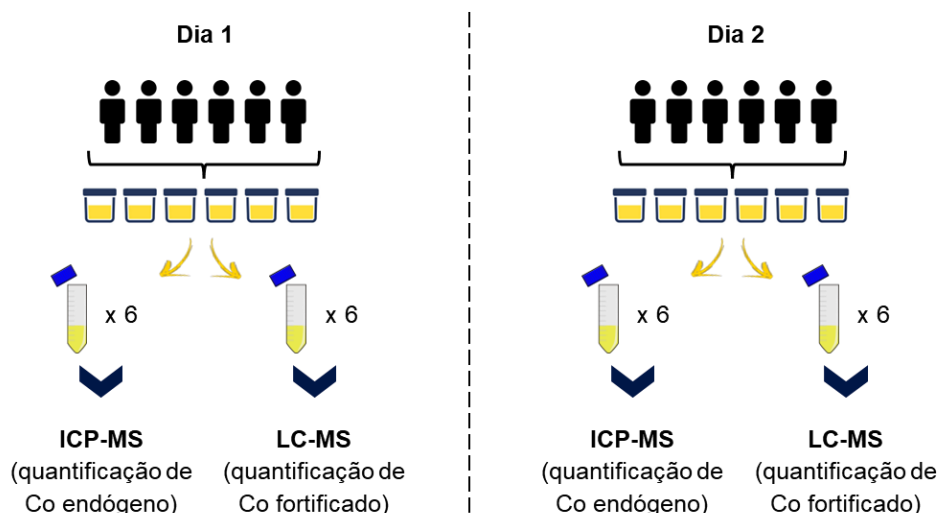 Dia 1
x 6
x 6
ICP-MS
(quantificação de
Co endógeno)
LC-MS
(quantificação de
Co fortificado)
Dia 2
x 6
x 6
ICP-MS
(quantificação de
Co endógeno)
LC-MS
(quantificação de
Co fortificado)